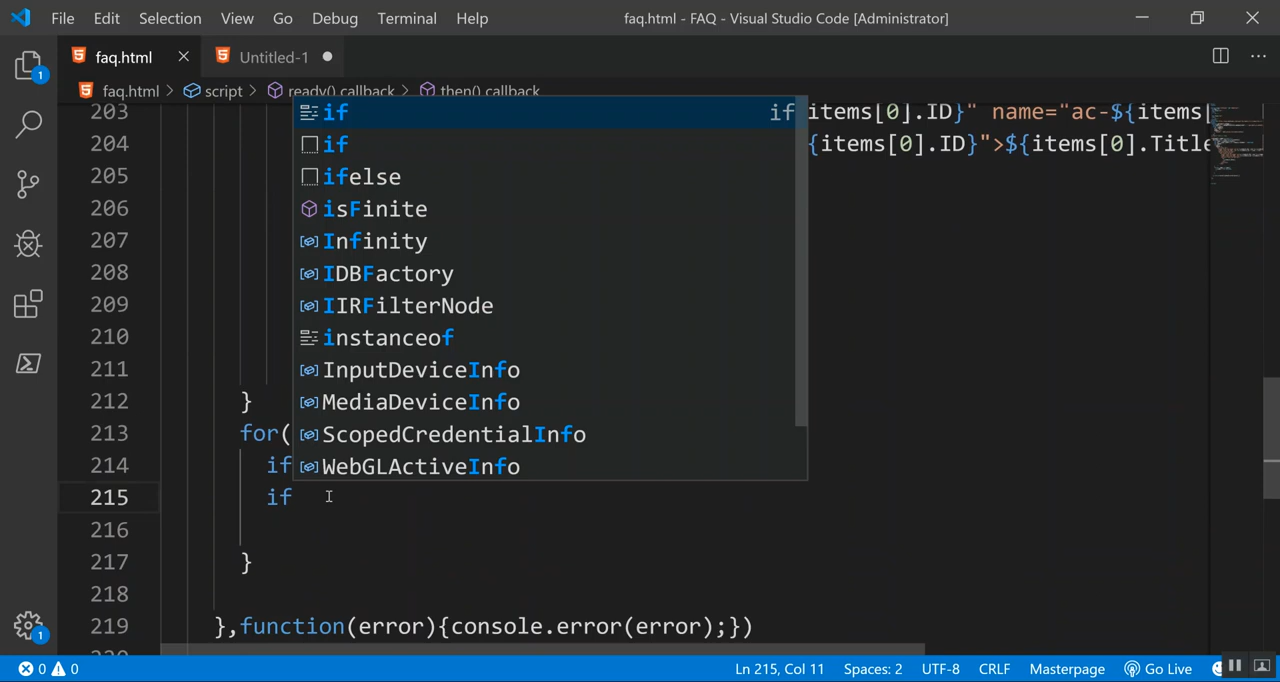 File Edit Selection View Go Debug Terminal Help faq.html - FAQ - Visual Studio Code [Administrator]
faq.html Untitled-1
faq.html > script > ready() callback > then() callback
203 items[0].ID}" name="ac-${items[
204 {items[0].ID}">${items[0].Title
205
206
207
208
209
210
211
212 }
213 for(
214 if
215 if
216
217 }
218
219 },function(error){console.error(error);})
if if
if
ifelse
isFinite
Infinity
IDBFactory
IIRFilterNode
instanceof
InputDeviceInfo
MediaDeviceInfo
ScopedCredentialInfo
WebGLActiveInfo
1
1
0 0 Ln 215, Col 11 Spaces: 2 UTF-8 CRLF Masterpage Go Live